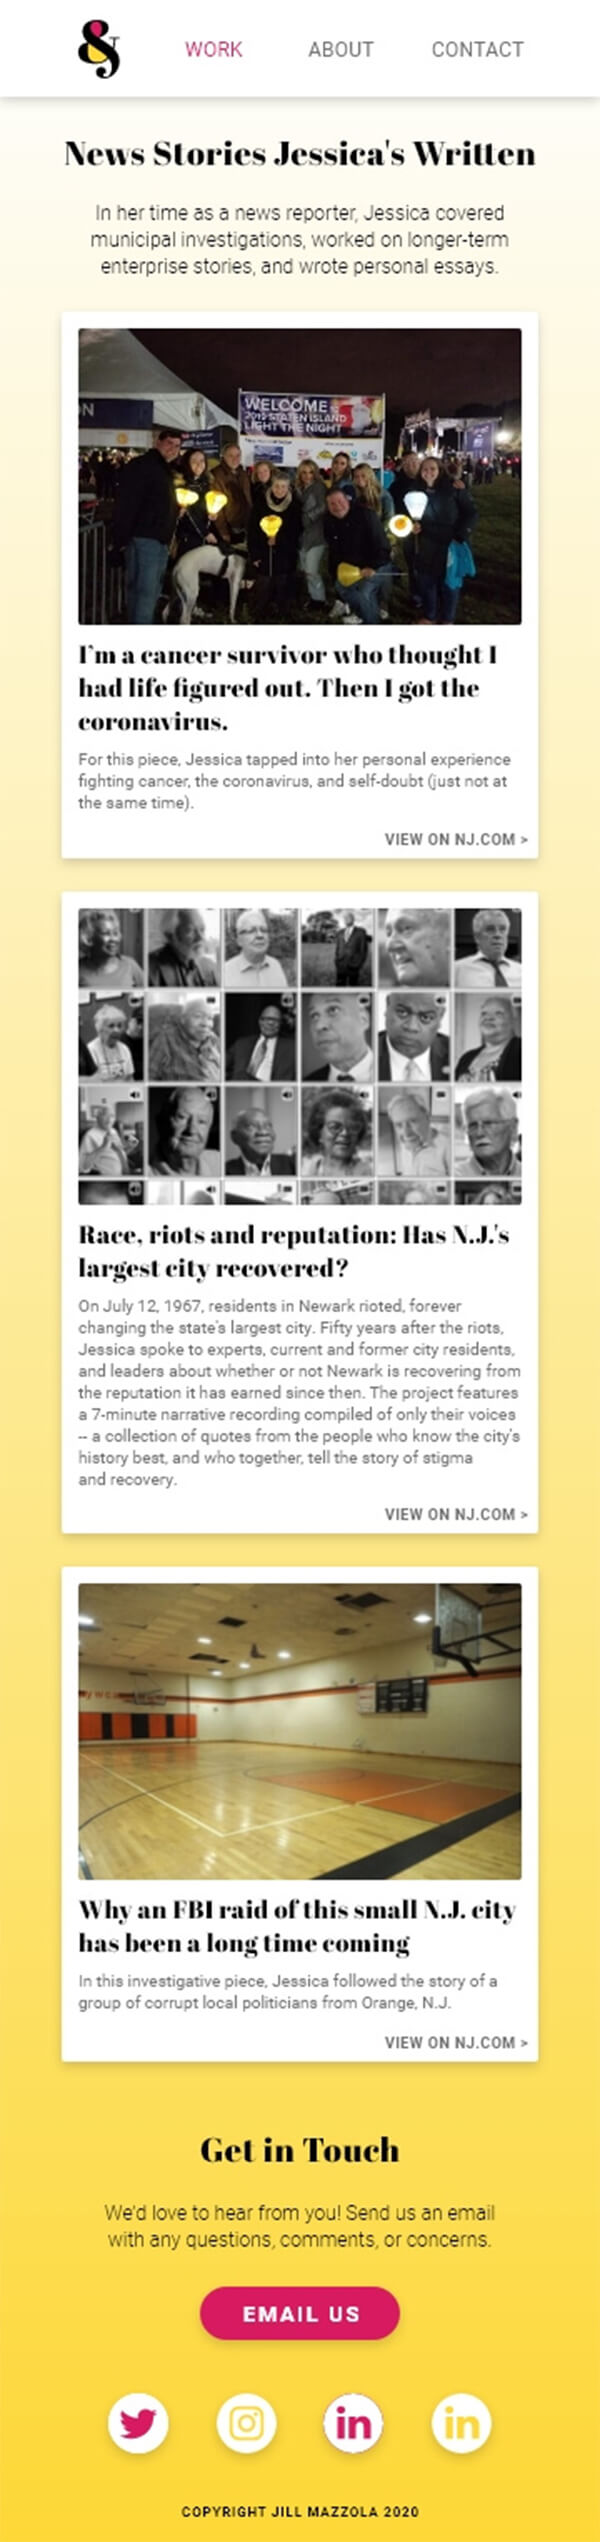 &J
WORK ABOUT CONTACT
News Stories Jessica's Written
In her time as a news reporter, Jessica covered
municipal investigations, worked on longer-term
enterprise stories, and wrote personal essays.
WELCOME
2019 STATEN ISLAND
LIGHT THE NIGHT
I'm a cancer survivor who thought I
had life figured out. Then I got the
coronavirus.
For this piece, Jessica tapped into her personal experience
fighting cancer, the coronavirus, and self-doubt (just not at
the same time).
VIEW ON NJ.COM >
Race, riots and reputation: Has N.J.'s
largest city recovered?
On July 12, 1967, residents in Newark rioted, forever
changing the state's largest city. Fifty years after the riots,
Jessica spoke to experts, current and former city residents,
and leaders about whether or not Newark is recovering from
the reputation it has earned since then. The project features
a 7-minute narrative recording compiled of only their voices
-- a collection of quotes from the people who know the city's
history best, and who together, tell the story of stigma
and recovery.
VIEW ON NJ.COM >
Why an FBI raid of this small N.J. city
has been a long time coming
In this investigative piece, Jessica followed the story of a
group of corrupt local politicians from Orange, N.J.
VIEW ON NJ.COM >
Get in Touch
We'd love to hear from you! Send us an email
with any questions, comments, or concerns.
EMAIL US
in in
COPYRIGHT JILL MAZZOLA 2020